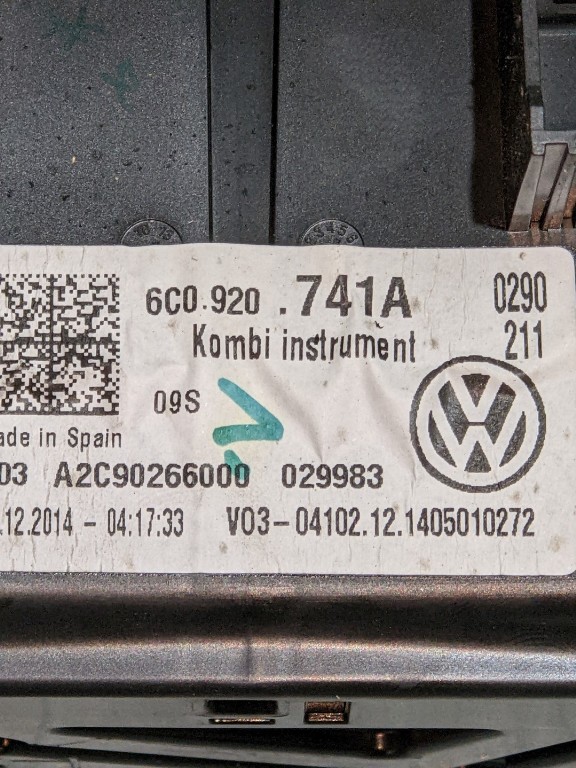 6C0.920 .741A 0290
Kombi instrument 211
09S
ade in Spain
03 A2C90266000 029983
.12.2014 - 04:17:33 V03-04102.12.1405010272